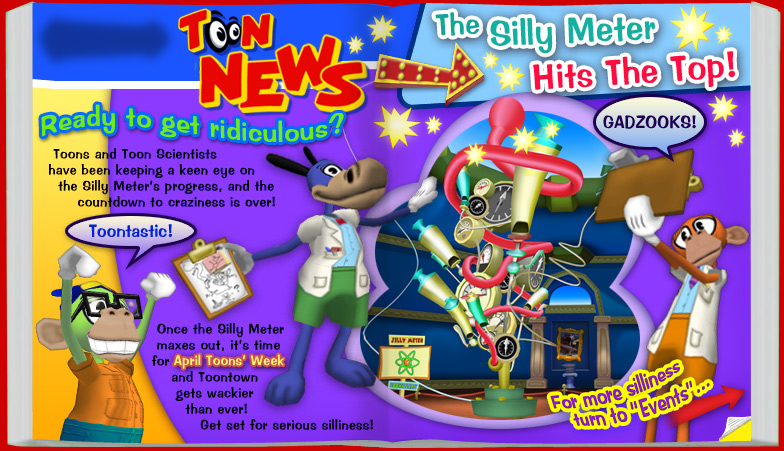 TOON
NEWS
Ready to get ridiculous?
Toons and Toon Scientists
have been keeping a keen eye on
the Silly Meter's progress, and the
countdown to craziness is over!
Toontastic!
Once the Silly Meter
maxes out, it's time
for April Toons' Week
and Toontown
gets wackier
than ever!
Get set for serious silliness!
The Silly Meter
Hits The Top!
GADZOOKS!
SILLY METER
For more silliness
turn to "Events"...